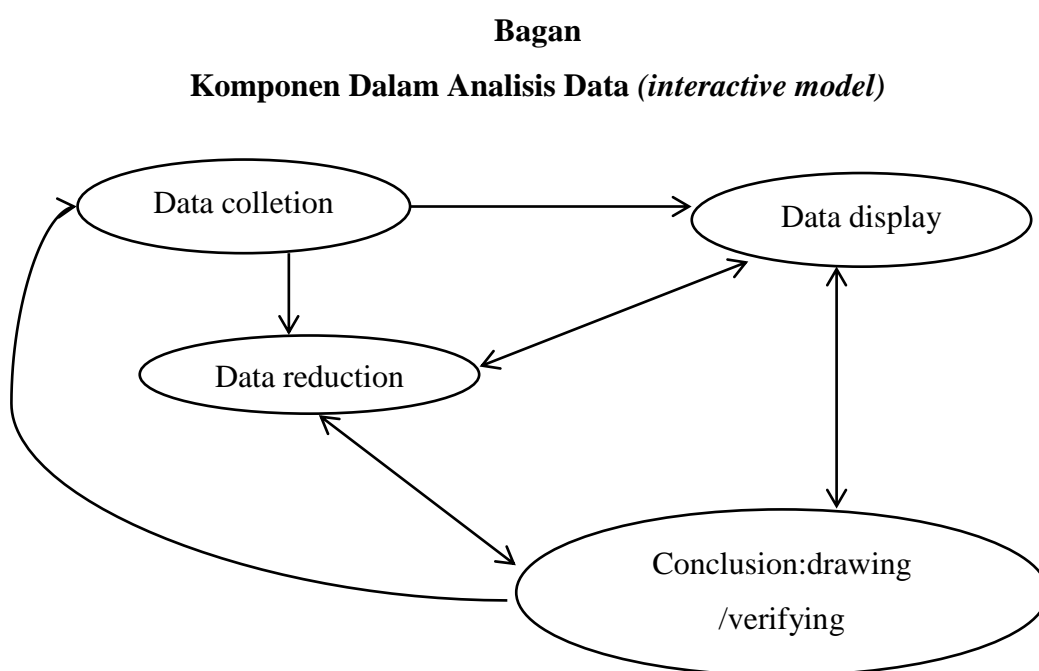 Bagan
Komponen Dalam Analisis Data (interactive model)
Data colletion
Data display
Data reduction
Conclusion:drawing
/verifying